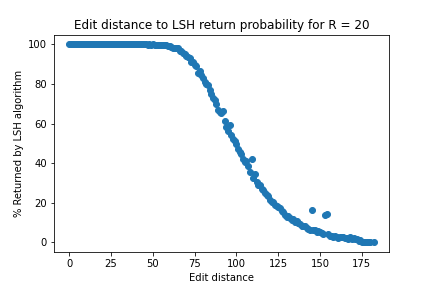 Edit distance to LSH return probability for R = 20
% Returned by LSH algorithm
100
80
60
40
20
0
0 25 50 75 100 125 150 175
Edit distance